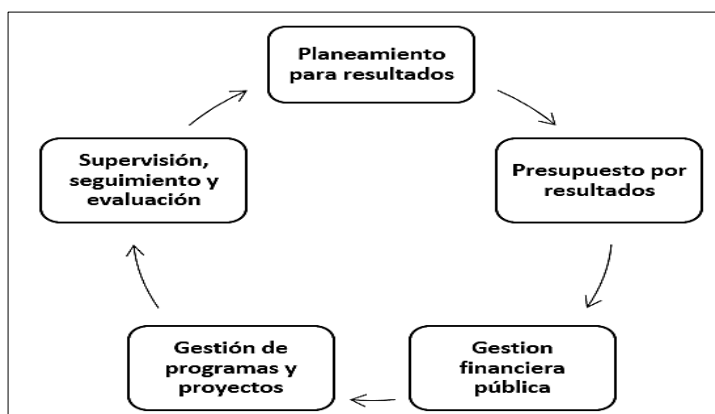 Planeamiento
para resultados
Presupuesto por
resultados
Gestion
financiera
pública
Gestión de
programas y
proyectos
Supervisión,
seguimiento y
evaluación